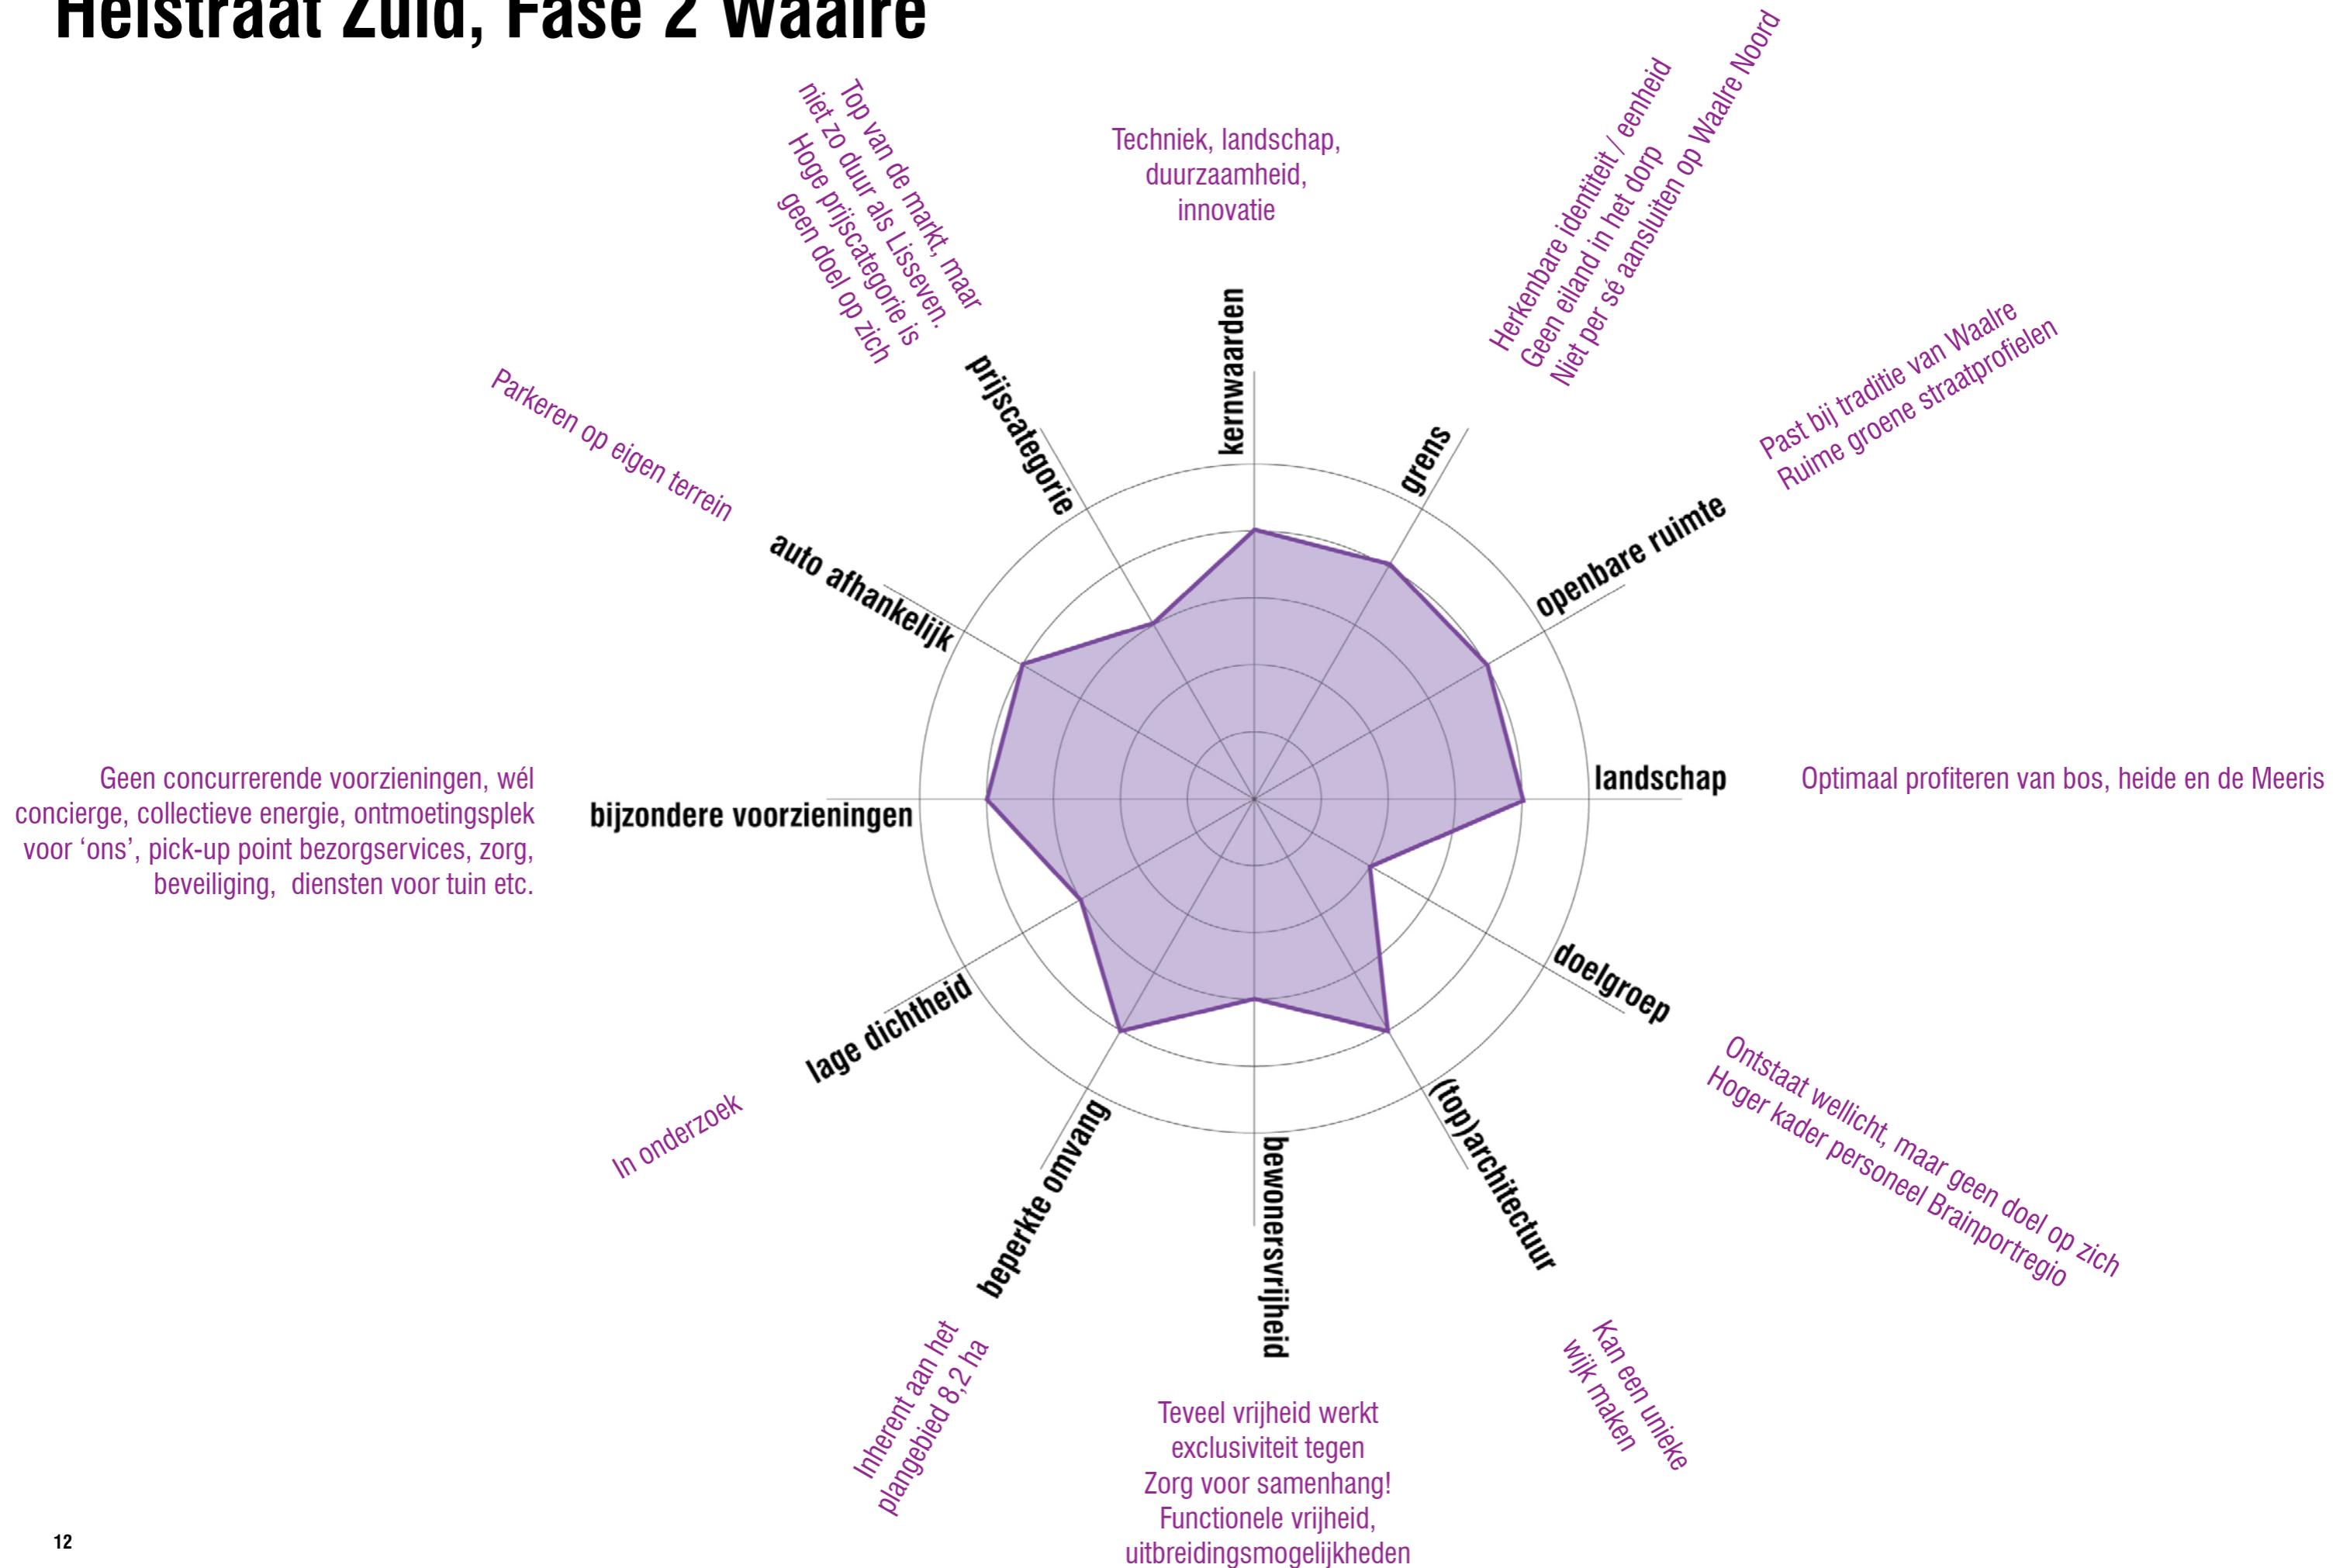 Heistraat Zuid, Fase 2 Waalre
Techniek, landschap,
duurzaamheid,
innovatie
kernwaarden
Herkenbare identiteit / eenheid
Geen eiland in het dorp
Niet per sé aansluiten op Waalre Noord
grens
Past bij traditie van Waalre
Ruime groene straatprofielen
openbare ruimte
landschap
Optimaal profiteren van bos, heide en de Meeris
doelgroep
Ontstaat wellicht, maar geen doel op zich
Hoger kader personeel Brainportregio
(top)architectuur
Kan een unieke
wijk maken
bewonersvrijheid
Teveel vrijheid werkt
exclusiviteit tegen
Zorg voor samenhang!
Functionele vrijheid,
uitbreidingsmogelijkheden
beperkte omvang
Inherent aan het
plangebied 8,2 ha
lage dichtheid
In onderzoek
bijzondere voorzieningen
Geen concurrerende voorzieningen, wél
concierge, collectieve energie, ontmoetingsplek
voor ‘ons’, pick-up point bezorgservices, zorg,
beveiliging, diensten voor tuin etc.
auto afhankelijk
Parkeren op eigen terrein
prijscategorie
Top van de markt, maar
niet zo duur als Lisseven.
Hoge prijscategorie is
geen doel op zich
12